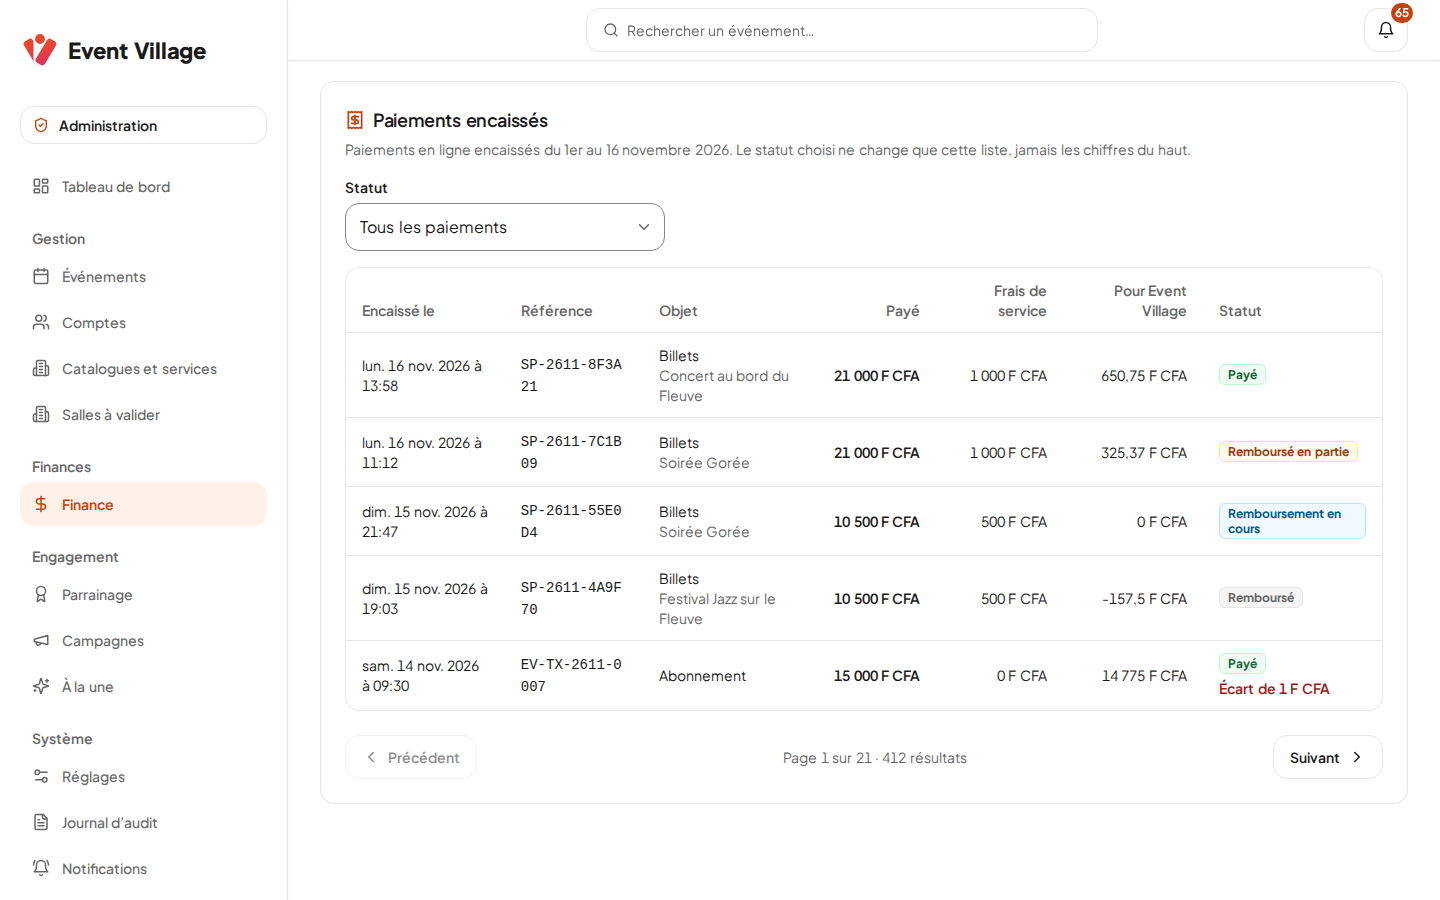 Event Village
Rechercher un événement…
65
Administration
Tableau de bord
Gestion
Événements
Comptes
Catalogues et services
Salles à valider
Finances
Finance
Engagement
Parrainage
Campagnes
À la une
Système
Réglages
Journal d'audit
Notifications
Paiements encaissés
Paiements en ligne encaissés du 1er au 16 novembre 2026. Le statut choisi ne change que cette liste, jamais les chiffres du haut.
Statut
Tous les paiements
Encaissé le Référence Objet Payé Frais de service Pour Event Village Statut
lun. 16 nov. 2026 à 13:58 SP-2611-8F3A21 Billets Concert au bord du Fleuve 21 000 F CFA 1 000 F CFA 650,75 F CFA Payé
lun. 16 nov. 2026 à 11:12 SP-2611-7C1B09 Billets Soirée Gorée 21 000 F CFA 1 000 F CFA 325,37 F CFA Remboursé en partie
dim. 15 nov. 2026 à 21:47 SP-2611-55E0D4 Billets Soirée Gorée 10 500 F CFA 500 F CFA 0 F CFA Remboursement en cours
dim. 15 nov. 2026 à 19:03 SP-2611-4A9F70 Billets Festival Jazz sur le Fleuve 10 500 F CFA 500 F CFA -157,5 F CFA Remboursé
sam. 14 nov. 2026 à 09:30 EV-TX-2611-0007 Abonnement 15 000 F CFA 0 F CFA 14 775 F CFA Payé Écart de 1 F CFA
Précédent
Page 1 sur 21 · 412 résultats
Suivant